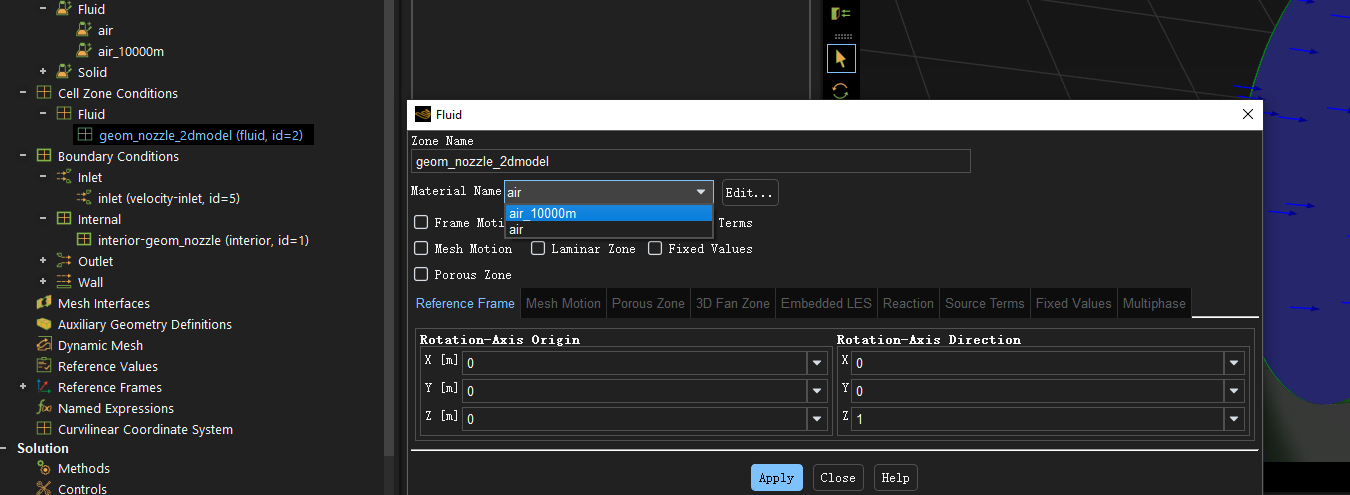 Fluid
air
air_10000m
Solid
Cell Zone Conditions
Fluid
geom_nozzle_2dmodel (fluid, id=2)
Boundary Conditions
Inlet
inlet (velocity-inlet, id=5)
Internal
interior-geom_nozzle (interior, id=1)
Outlet
Wall
Mesh Interfaces
Auxiliary Geometry Definitions
Dynamic Mesh
Reference Values
Reference Frames
Named Expressions
Curvilinear Coordinate System
Solution
Methods
Controls
Fluid
Zone Name
geom_nozzle_2dmodel
Material Name air Edit...
air_10000m
air
Frame Moti Terms
Mesh Motion Laminar Zone Fixed Values
Porous Zone
Reference Frame Mesh Motion Porous Zone 3D Fan Zone Embedded LES Reaction Source Terms Fixed Values Multiphase
Rotation-Axis Origin Rotation-Axis Direction
X [m] 0 X 0
Y [m] 0 Y 0
Z [m] 0 Z 1
Apply Close Help